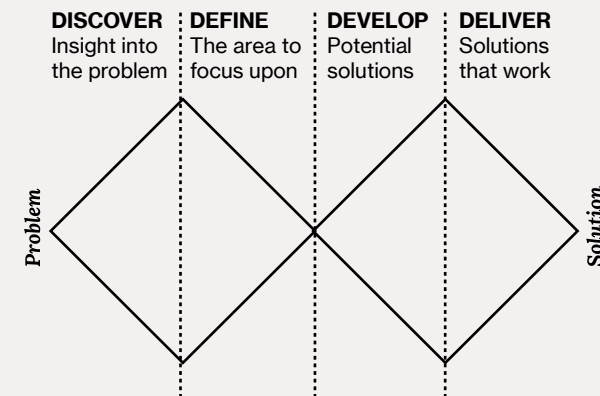 DISCOVER
Insight into
the problem
DEFINE
The area to
focus upon
DEVELOP
Potential
solutions
DELIVER
Solutions
that work
Problem
Solution